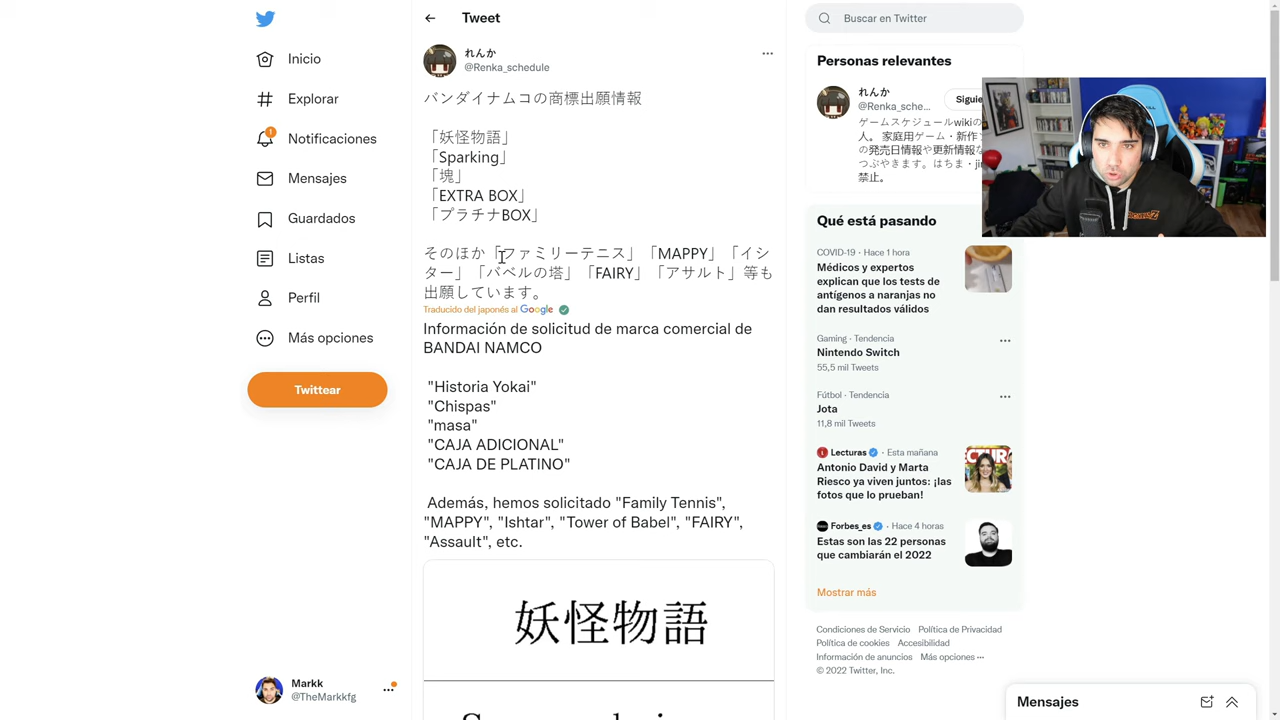 Inicio
Explorar
Notificaciones
Mensajes
Guardados
Listas
Perfil
Más opciones
Twittear
Markk
@TheMarkkfg
Tweet
れんか
@Renka_schedule
バンダイナムコの商標出願情報
「妖怪物語」
「Sparking」
「塊」
「EXTRA BOX」
「プラチナBOX」
そのほか「ファミリーテニス」「MAPPY」「イシ
ター」「バベルの塔」「FAIRY」「アサルト」等も
出願しています。
Traducido del japonés al Google
Información de solicitud de marca comercial de
BANDAI NAMCO
"Historia Yokai"
"Chispas"
"masa"
"CAJA ADICIONAL"
"CAJA DE PLATINO"
Además, hemos solicitado "Family Tennis",
"MAPPY", "Ishtar", "Tower of Babel", "FAIRY",
"Assault", etc.
妖怪物語
Buscar en Twitter
Personas relevantes
れんか
@Renka_sche...
Siguie
ゲームスケジュールwikiの
人。 家庭用ゲーム・新作
の発売日情報や更新情報な
つぶやきます。はちま・ji
禁止。
Qué está pasando
COVID-19 · Hace 1 hora
Médicos y expertos
explican que los tests de
antígenos a naranjas no
dan resultados válidos
Gaming · Tendencia
Nintendo Switch
55,5 mil Tweets
Fútbol · Tendencia
Jota
11,8 mil Tweets
Lecturas · Esta mañana
Antonio David y Marta
Riesco ya viven juntos: ¡las
fotos que lo prueban!
Forbes_es · Hace 4 horas
Estas son las 22 personas
que cambiarán el 2022
Mostrar más
Condiciones de Servicio Política de Privacidad
Política de cookies Accesibilidad
Información de anuncios Más opciones ···
© 2022 Twitter, Inc.
Mensajes